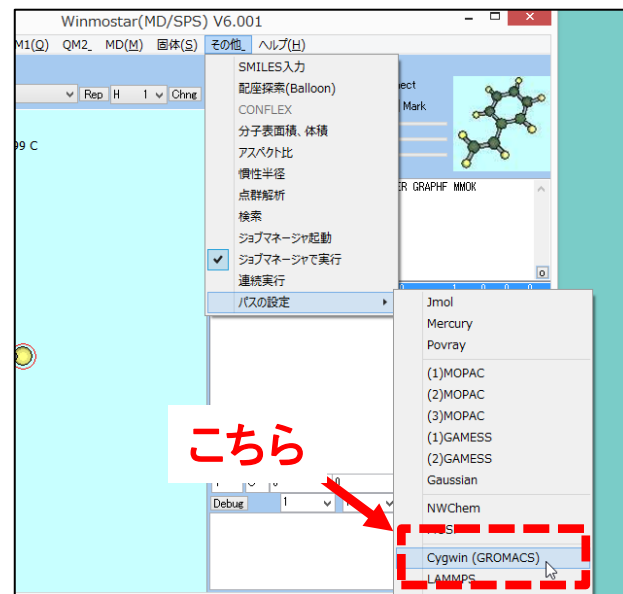 Winmostar(MD/SPS) V6.001
M1(Q) QM2_ MD(M) 固体(S) その他_ ヘルプ(H)
Rep H 1 Chng
Mark
99 C
SMILES入力
配座探索(Balloon)
CONFLEX
分子表面積、体積
アスペクト比
慣性半径
点群解析
検索
ジョブマネージャ起動
ジョブマネージャで実行
連続実行
パスの設定
ER GRAPHF MMOK
Jmol
Mercury
Povray
(1)MOPAC
(2)MOPAC
(3)MOPAC
(1)GAMESS
(2)GAMESS
Gaussian
NWChem
Cygwin (GROMACS)
LAMMPS
こちら
Debug 1